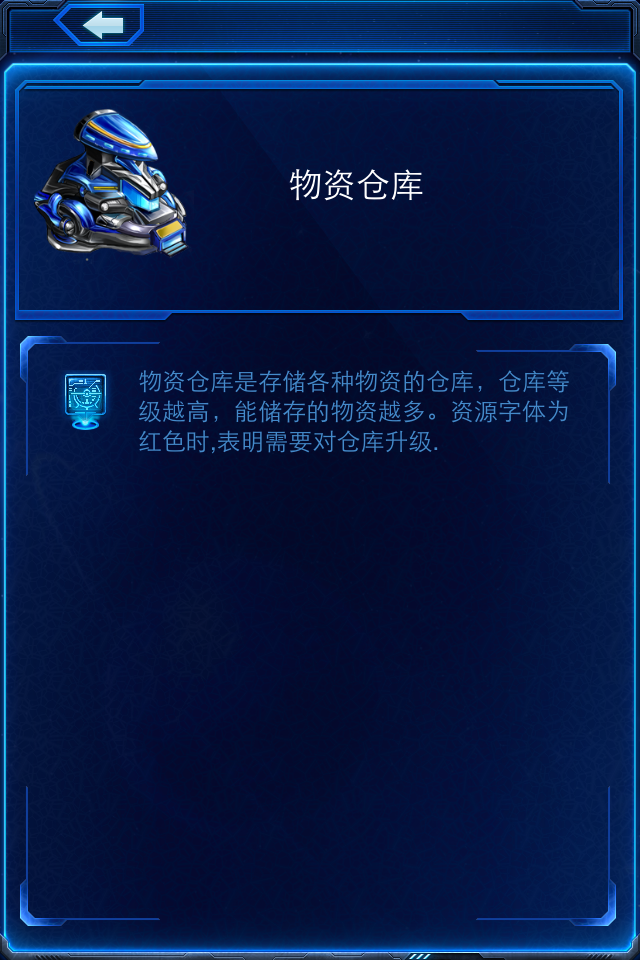 物资仓库
物资仓库是存储各种物资的仓库，仓库等
级越高，能储存的物资越多。资源字体为
红色时,表明需要对仓库升级.